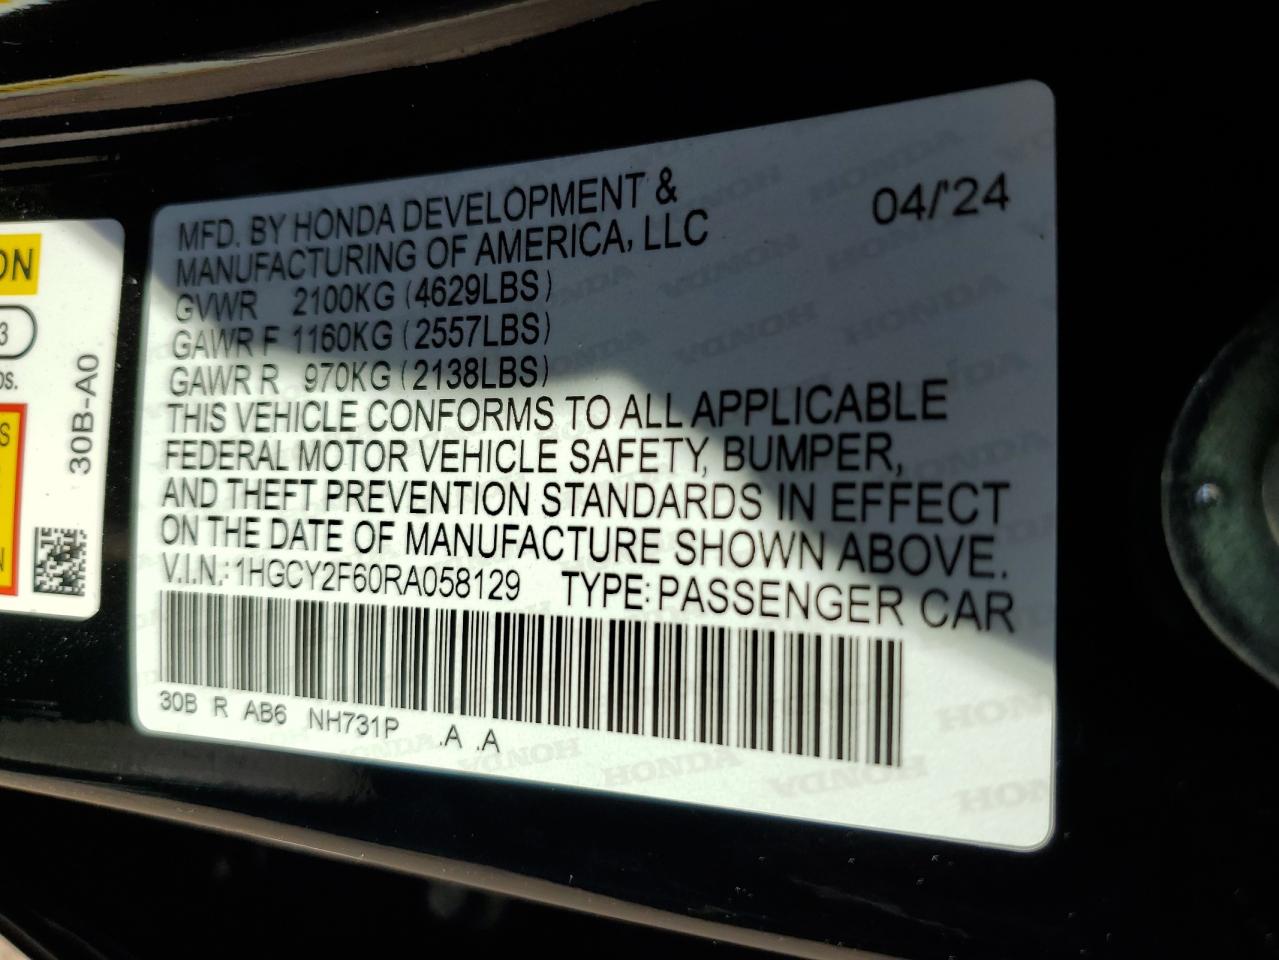 MFD. BY HONDA DEVELOPMENT &
MANUFACTURING OF AMERICA, LLC
04/'24
GVWR 2100KG (4629LBS)
GAWR F 1160KG (2557LBS)
GAWR R 970KG (2138LBS)
THIS VEHICLE CONFORMS TO ALL APPLICABLE
FEDERAL MOTOR VEHICLE SAFETY, BUMPER,
AND THEFT PREVENTION STANDARDS IN EFFECT
ON THE DATE OF MANUFACTURE SHOWN ABOVE.
V.I.N.: 1HGCY2F60RA058129 TYPE: PASSENGER CAR
30B R AB6 NH731P .A .A
30B-A0